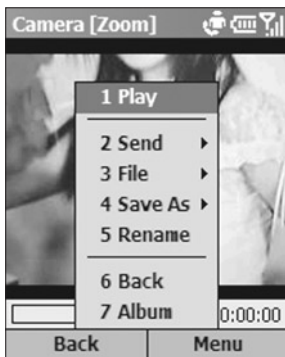 Camera [Zoom]
1 Play
2 Send
3 File
4 Save As
5 Rename
6 Back
7 Album
0:00:00
Back Menu